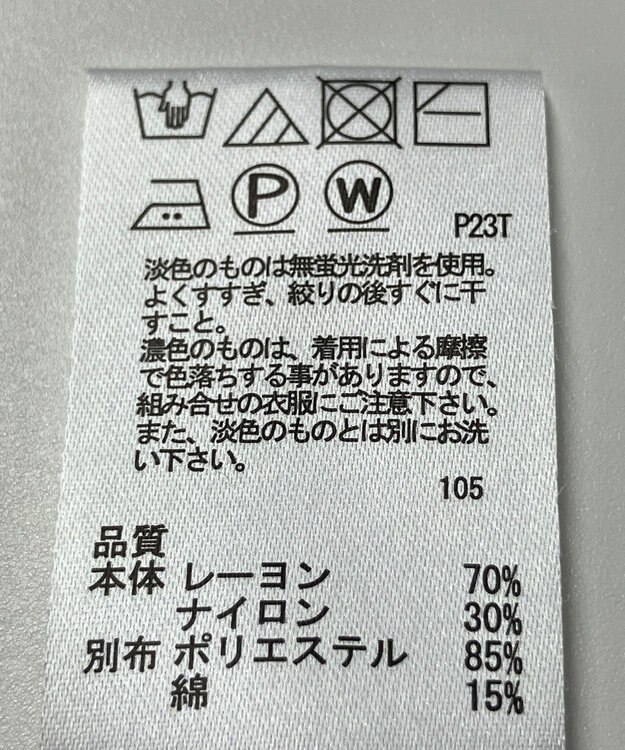 P W P23T
淡色のものは無蛍光洗剤を使用。
よくすすぎ、絞りの後すぐに干
すこと。
濃色のものは、着用による摩擦
で色落ちする事がありますので、
組み合せの衣服にご注意下さい。
また、淡色のものとは別にお洗
い下さい。
105
品質
本体 レーヨン 70%
ナイロン 30%
別布 ポリエステル 85%
綿 15%